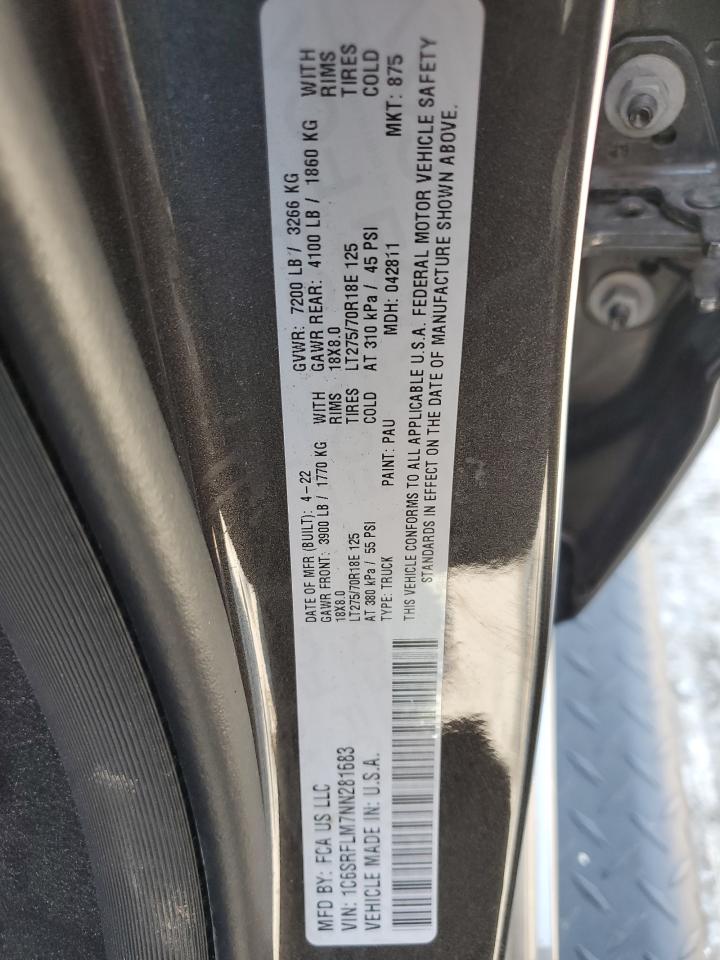 MFD BY: FCA US LLC
DATE OF MFR (BUILT): 4-22
GVWR: 7200 LB / 3266 KG
GAWR FRONT: 3900 LB / 1770 KG WITH
GAWR REAR: 4100 LB / 1860 KG WITH
18X8.0 RIMS
18X8.0 RIMS
LT275/70R18E 125 TIRES
LT275/70R18E 125 TIRES
AT 380 kPa / 55 PSI COLD
AT 310 kPa / 45 PSI COLD
VIN: 1C6SRFLM7NN281683
TYPE: TRUCK
PAINT: PAU
MDH: 042811
MKT: 875
VEHICLE MADE IN: U.S.A.
THIS VEHICLE CONFORMS TO ALL APPLICABLE U.S.A. FEDERAL MOTOR VEHICLE SAFETY
STANDARDS IN EFFECT ON THE DATE OF MANUFACTURE SHOWN ABOVE.